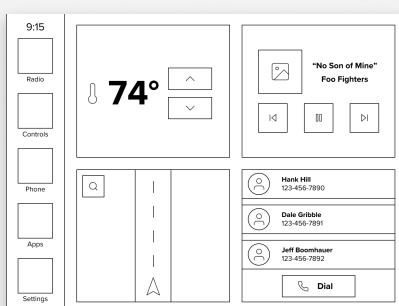 9:15
Radio
Controls
Phone
Apps
Settings
74°
“No Son of Mine”
Foo Fighters
Hank Hill
123-456-7890
Dale Gribble
123-456-7891
Jeff Boomhauer
123-456-7892
Dial